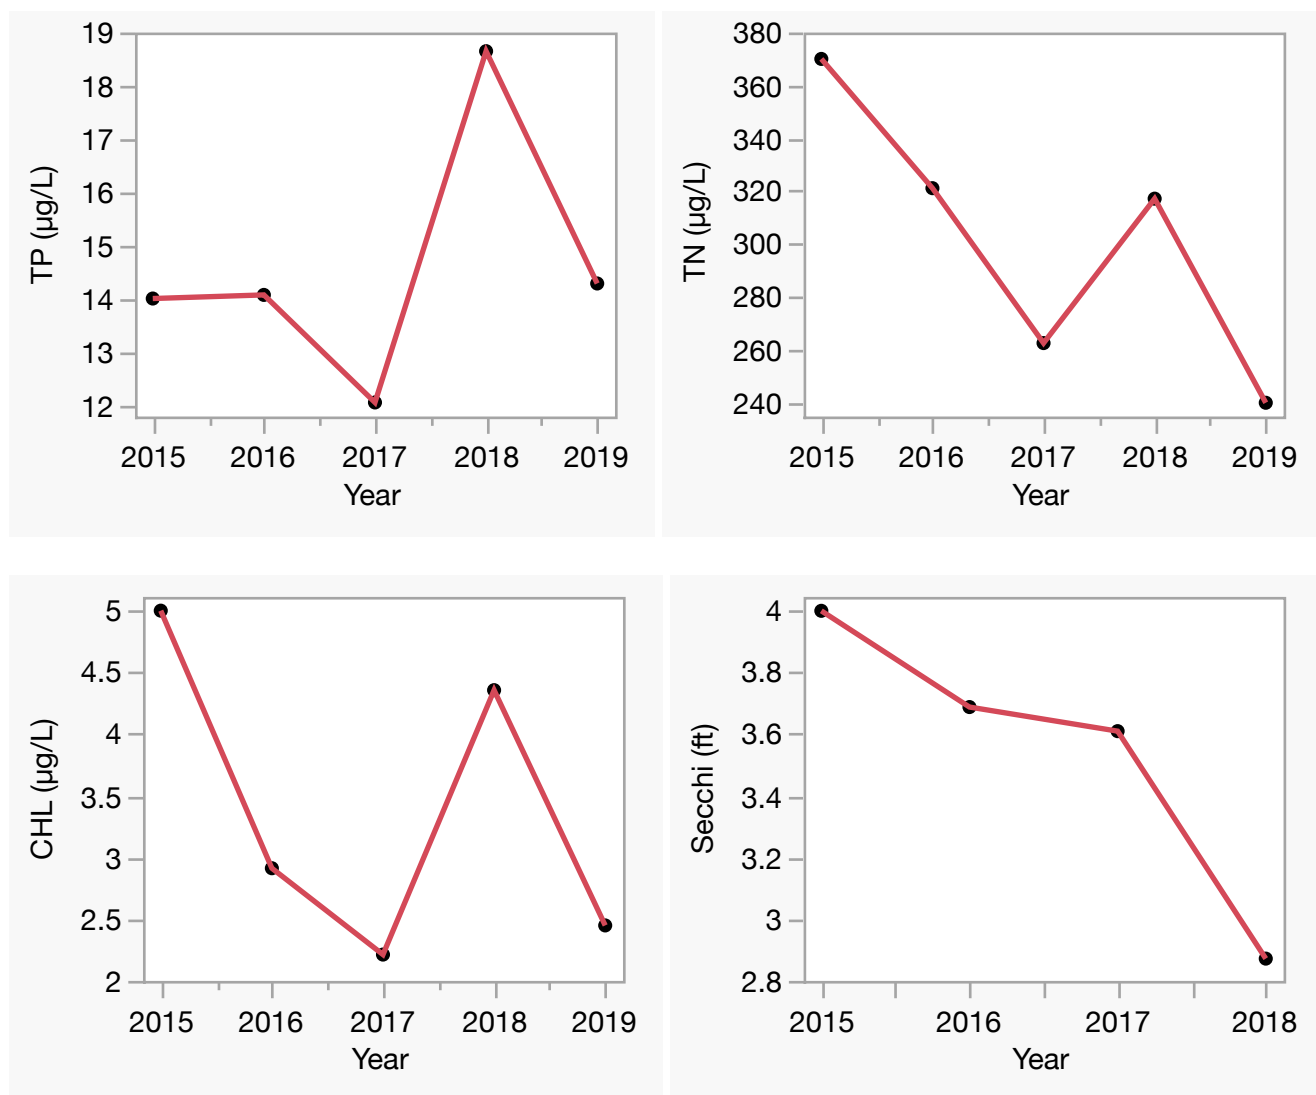 19
18
17
16
15
14
13
12
TP (µg/L)
2015 2016 2017 2018 2019
Year
380
360
340
320
300
280
260
240
TN (µg/L)
2015 2016 2017 2018 2019
Year
5
4.5
4
3.5
3
2.5
2
CHL (µg/L)
2015 2016 2017 2018 2019
Year
4
3.8
3.6
3.4
3.2
3
2.8
Secchi (ft)
2015 2016 2017 2018
Year